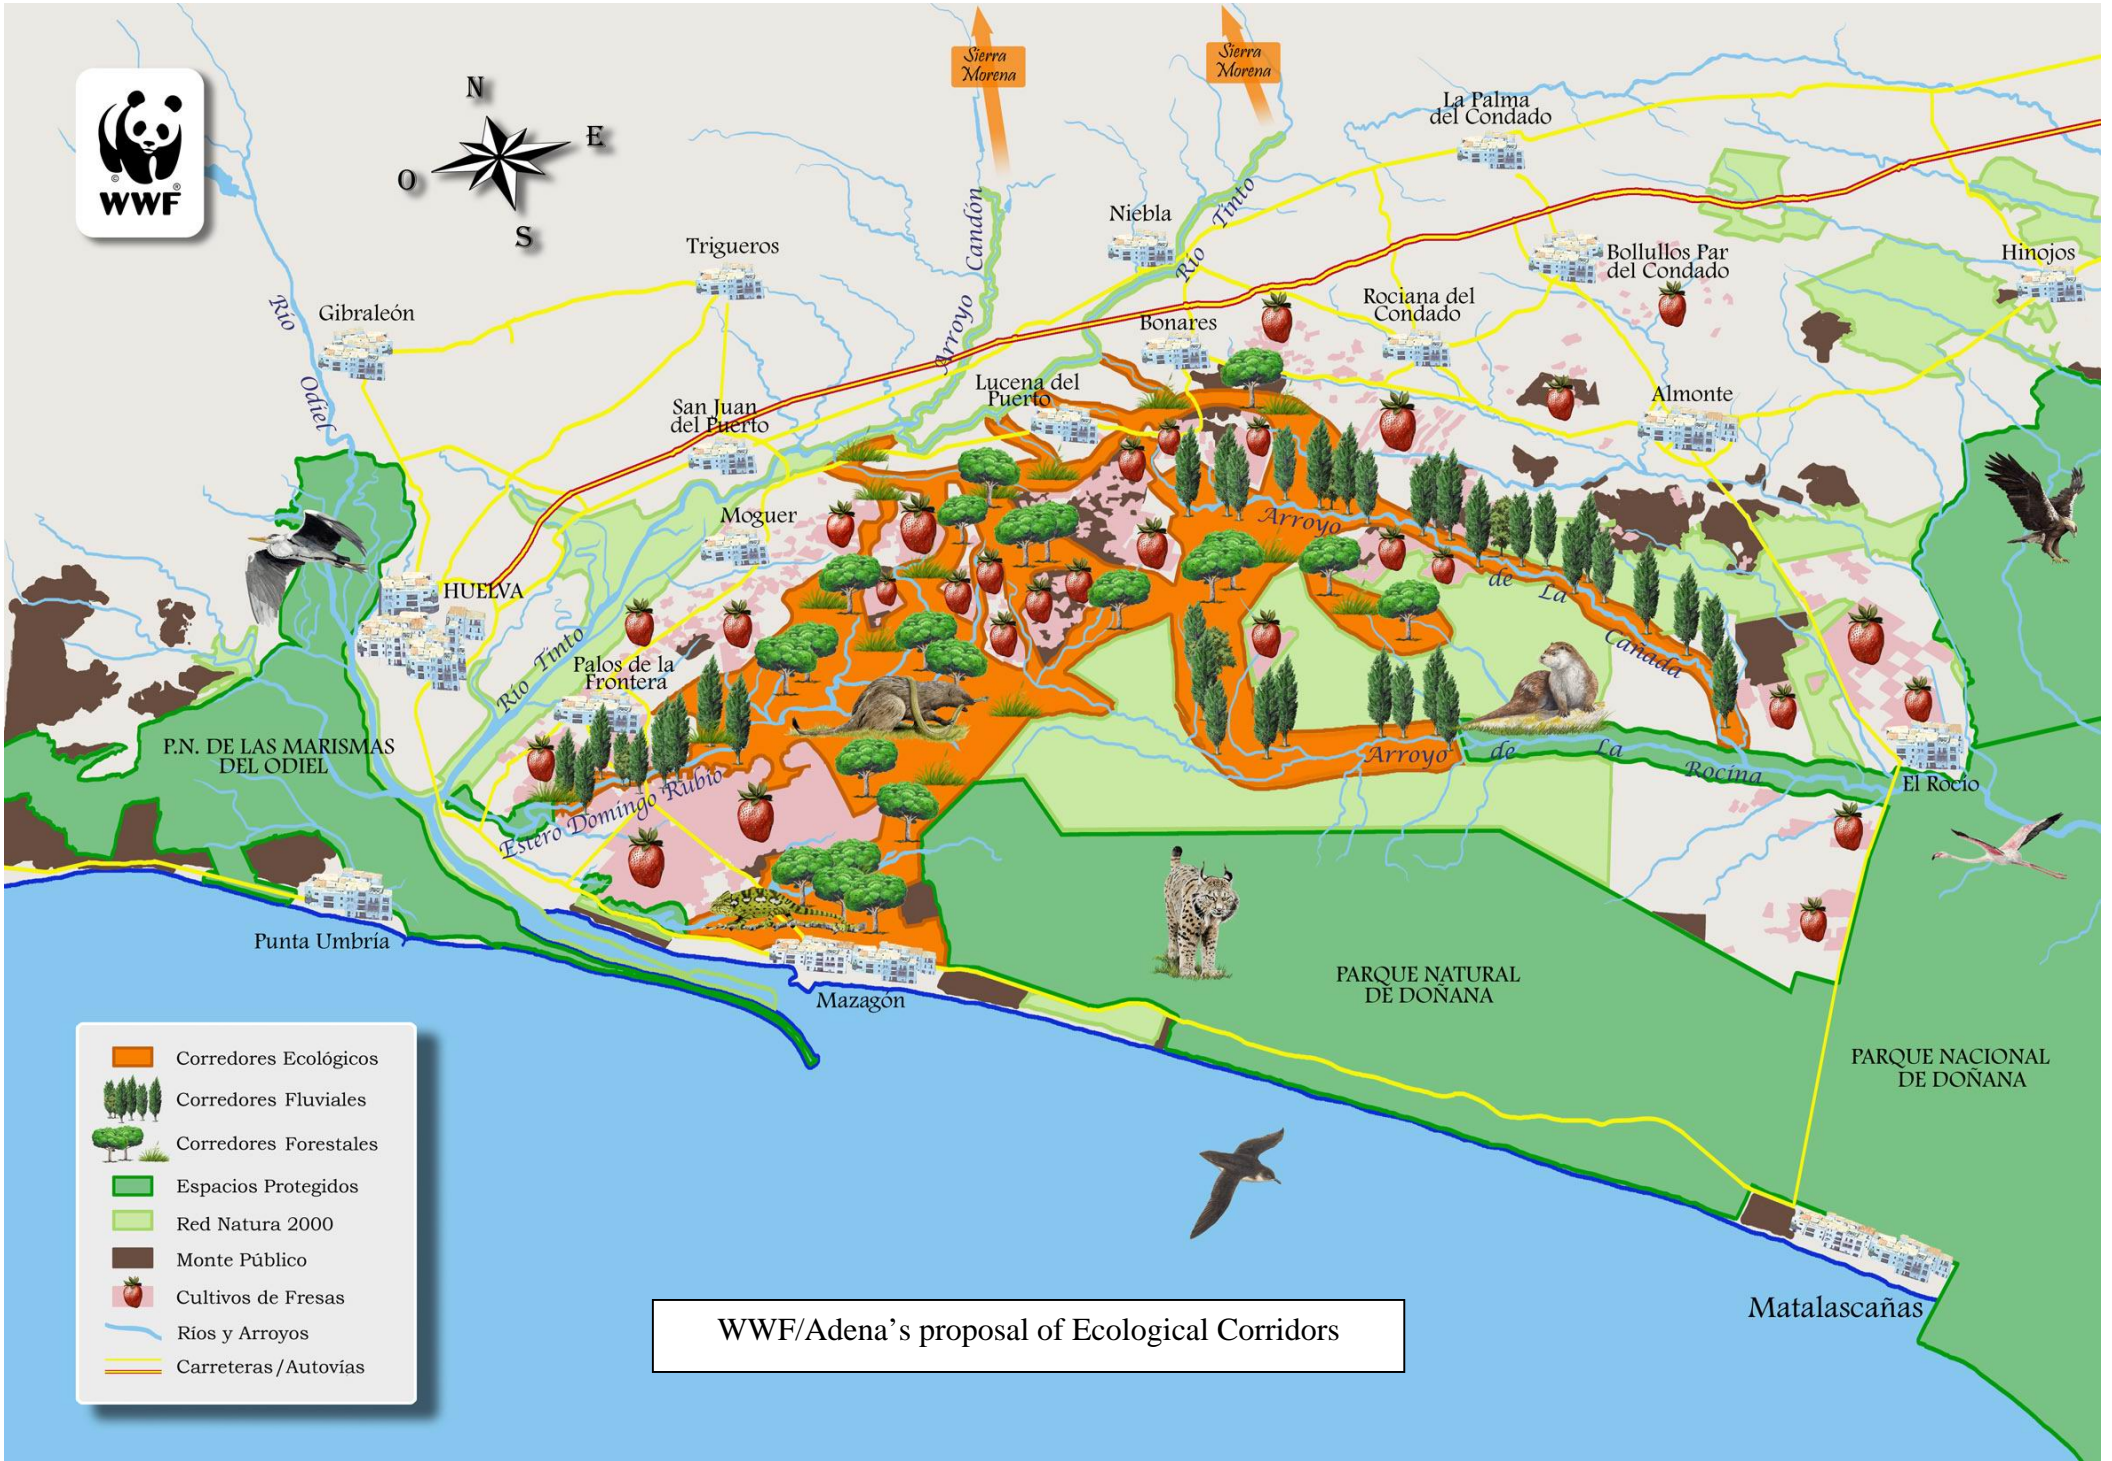 Sierra
Morena
Sierra
Morena
WWF
©
®
N
E
O
S
La Palma
del Condado
Niebla
Río Tinto
Arroyo Candón
Trigueros
Gibraleón
Río Odiel
Bollullos Par
del Condado
Hinojos
Rociana del
Condado
Bonares
Lucena del
Puerto
Almonte
San Juan
del Puerto
Moguer
HUELVA
Río Tinto
Palos de la
Frontera
Arroyo de La Cañada
P.N. DE LAS MARISMAS
DEL ODIEL
Estero Domingo Rubio
Arroyo de La Rocina
El Rocío
Punta Umbría
Mazagón
PARQUE NATURAL
DE DOÑANA
PARQUE NACIONAL
DE DOÑANA
Matalascañas
Corredores Ecológicos
Corredores Fluviales
Corredores Forestales
Espacios Protegidos
Red Natura 2000
Monte Público
Cultivos de Fresas
Ríos y Arroyos
Carreteras/Autovías
WWF/Adena’s proposal of Ecological Corridors